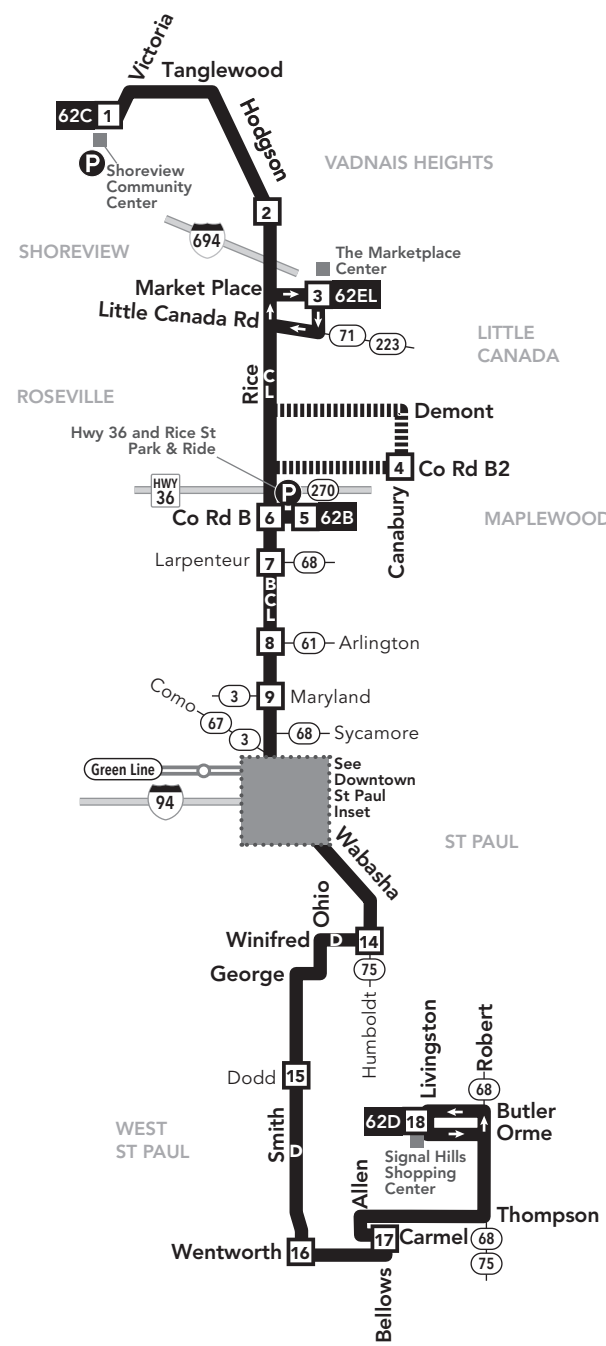 Victoria
Tanglewood
62C 1
Hodgson
P
Shoreview
Community
Center
VADNAIS HEIGHTS
2
694
SHOREVIEW
The Marketplace
Center
Market Place
3 62EL
Little Canada Rd
71
223
LITTLE
CANADA
Rice
C
L
ROSEVILLE
Demont
Hwy 36 and Rice St
Park & Ride
4 Co Rd B2
HWY
36
P
270
Co Rd B
6
5 62B
Canabury
MAPLEWOOD
Larpenteur
7
68
B
C
L
8
61
Arlington
3
9
Maryland
Como
67
3
68
Sycamore
Green Line
See
Downtown
St Paul
Inset
94
ST PAUL
Wabasha
Ohio
Winifred
D
14
George
75
Humboldt
Livingston
Robert
Dodd
15
68
62D 18
Butler
Orme
WEST
ST PAUL
Smith
D
Signal Hills
Shopping
Center
Allen
Thompson
Wentworth
16
17
Carmel
68
75
Bellows